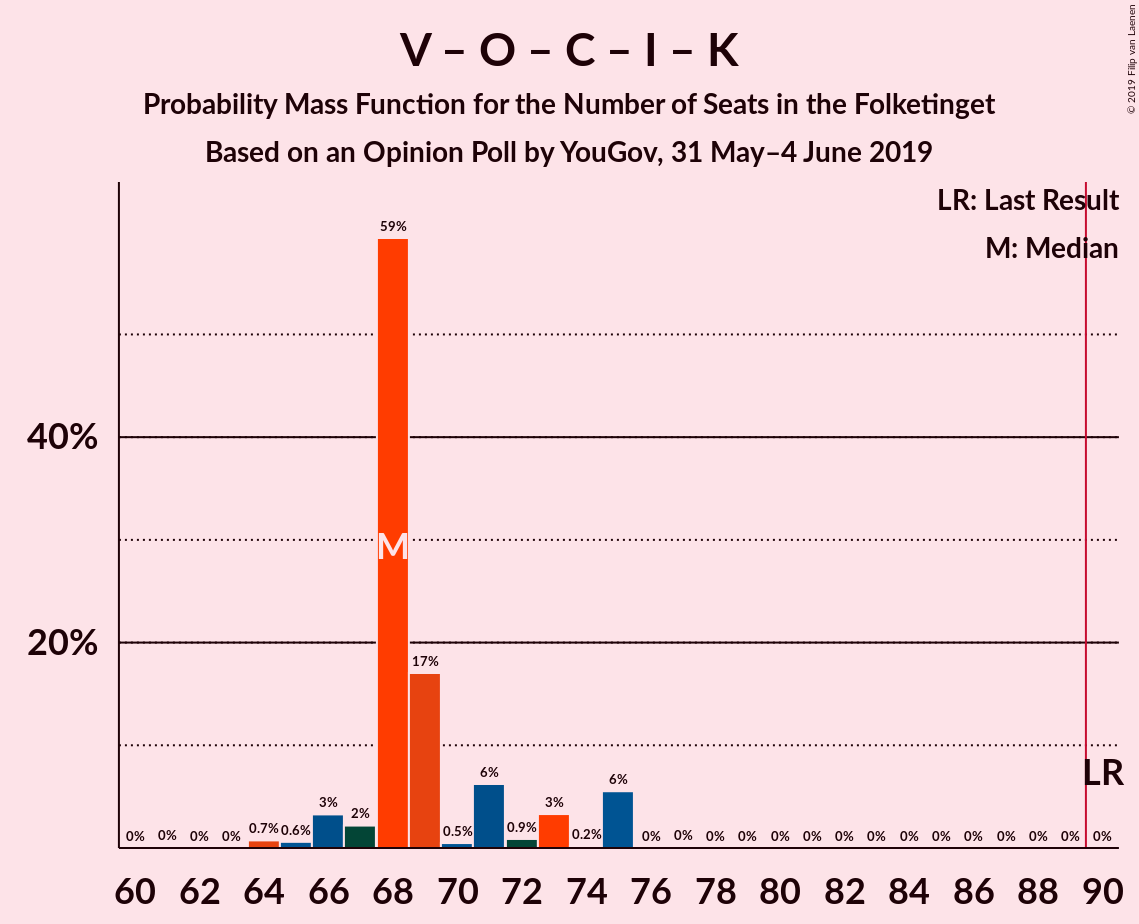 V – O – C – I – K
Probability Mass Function for the Number of Seats in the Folketinget
Based on an Opinion Poll by YouGov, 31 May–4 June 2019
© 2019 Filip van Laenen
LR: Last Result
M: Median
59%
40%
M
20%
17%
LR
0% 0% 0% 0% 0.7% 0.6% 3% 2% 0.5% 6% 0.9% 3% 0.2% 6% 0% 0% 0% 0% 0% 0% 0% 0% 0% 0% 0% 0% 0% 0% 0%
60 62 64 66 68 70 72 74 76 78 80 82 84 86 88 90